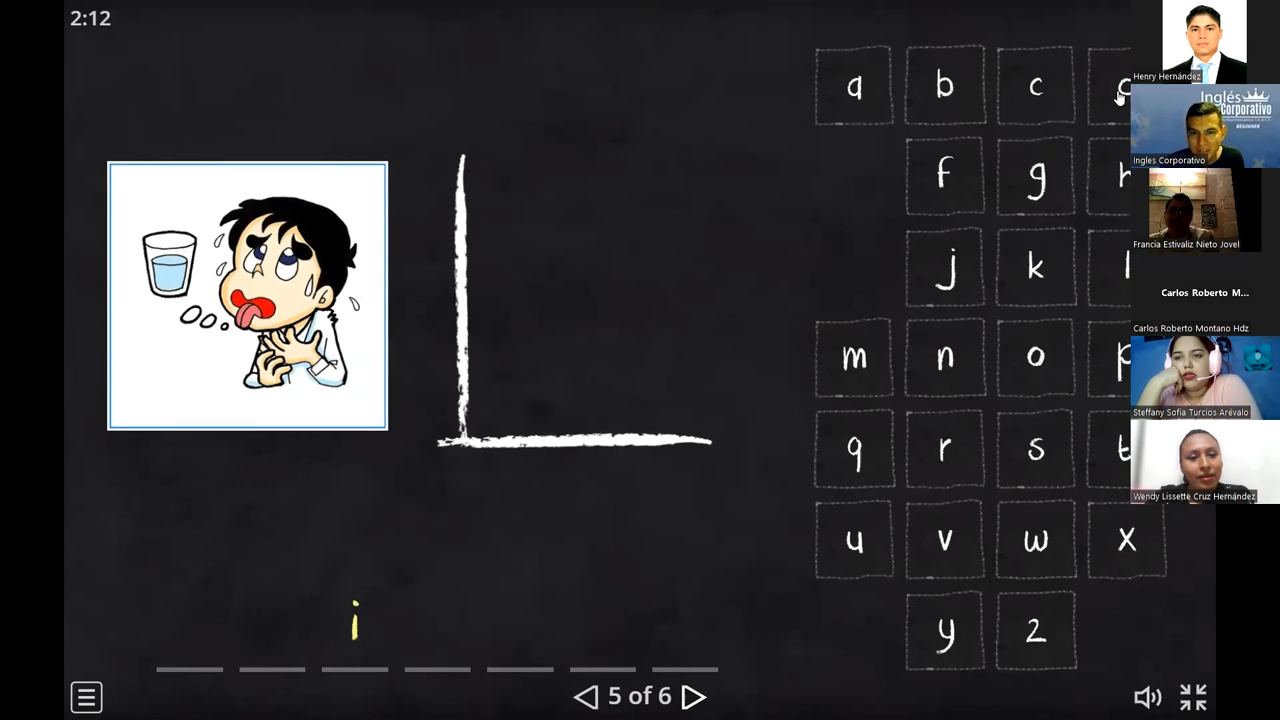 2:12
a b c
f g h
j k l
m n o p
q r s t
u v w x
y z
i
5 of 6
Henry Hernández
Inglés
Corporativo
BEGINNER
Ingles Corporativo
Francia Estivaliz Nieto Jovel
Carlos Roberto M...
Carlos Roberto Montano Hdz
Steffany Sofia Turcios Arévalo
Wendy Lissette Cruz Hernández